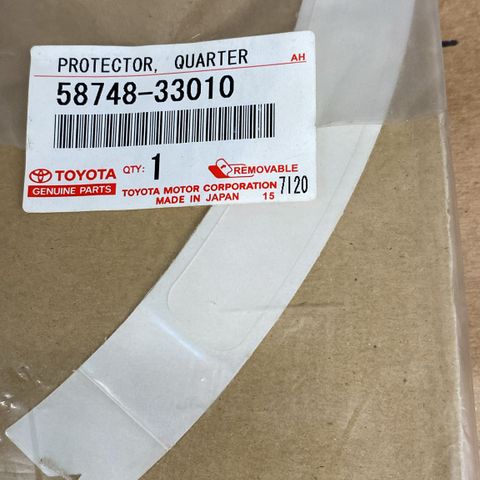 PROTECTOR, QUARTER AH
58748-33010
TOYOTA QTY: 1 REMOVABLE
GENUINE PARTS TOYOTA MOTOR CORPORATION 7120
MADE IN JAPAN 15